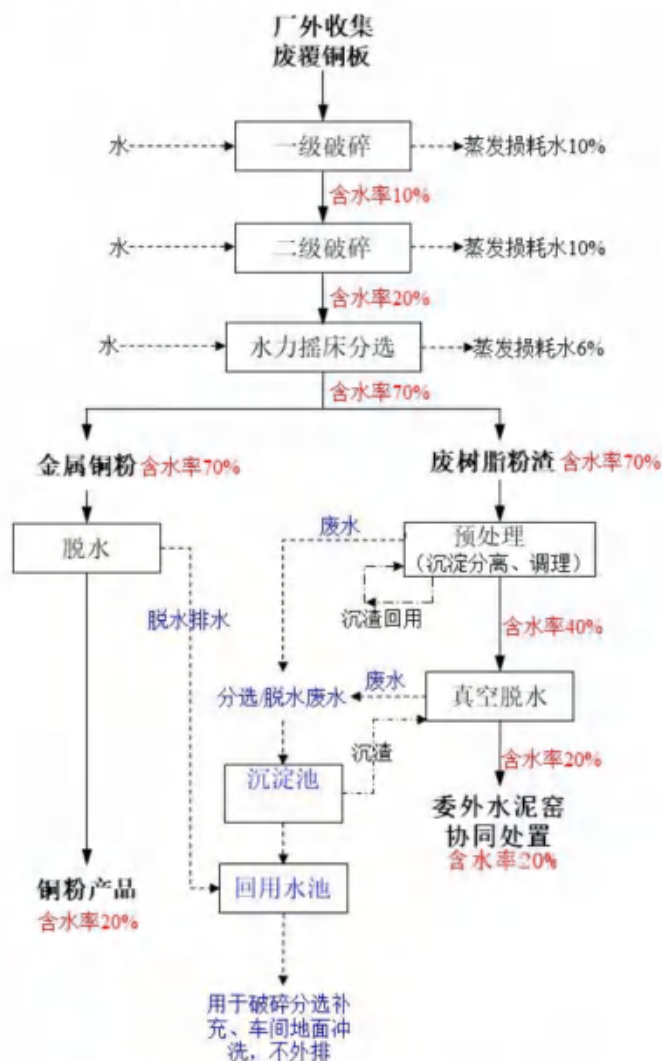 厂外收集
废覆铜板
水
一级破碎
蒸发损耗水10%
含水率10%
水
二级破碎
蒸发损耗水10%
含水率20%
水
水力摇床分选
蒸发损耗水6%
含水率70%
金属铜粉 含水率70%
废树脂粉渣 含水率70%
脱水
废水
预处理
(沉淀分离、调理)
脱水排水
沉渣回用
含水率40%
分选/脱水废水
废水
真空脱水
沉渣
含水率20%
沉淀池
委外水泥窑
协同处置
含水率20%
铜粉产品
含水率20%
回用水池
用于破碎分选补
充、车间地面冲
洗，不外排